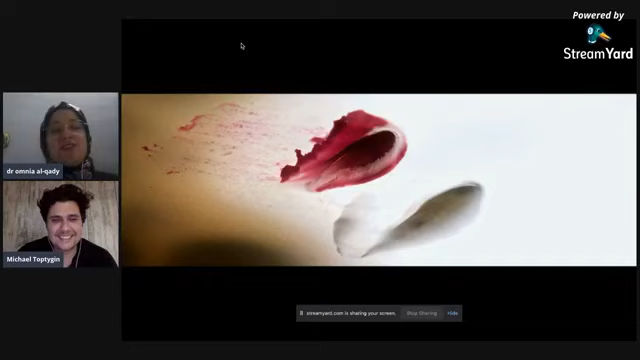 Powered by
StreamYard
dr omnia al-qady
Michael Toptygin
streamyard.com is sharing your screen.
Stop Sharing
Hide